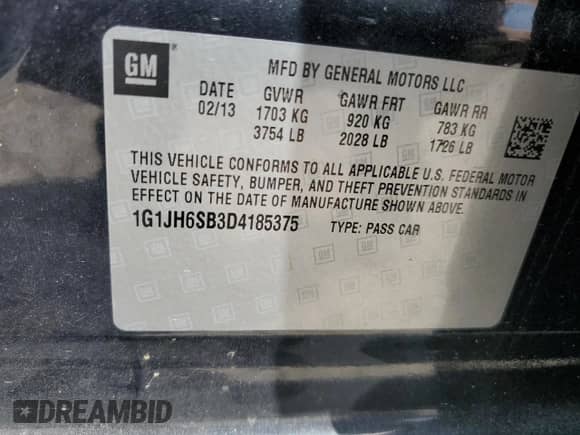 GM ®
MFD BY GENERAL MOTORS LLC
DATE GVWR GAWR FRT GAWR RR
02/13 1703 KG 920 KG 783 KG
3754 LB 2028 LB 1726 LB
THIS VEHICLE CONFORMS TO ALL APPLICABLE U.S. FEDERAL MOTOR
VEHICLE SAFETY, BUMPER, AND THEFT PREVENTION STANDARDS IN
EFFECT ON THE DATE OF MANUFACTURE SHOWN ABOVE.
1G1JH6SB3D4185375 TYPE: PASS CAR
DREAMBID